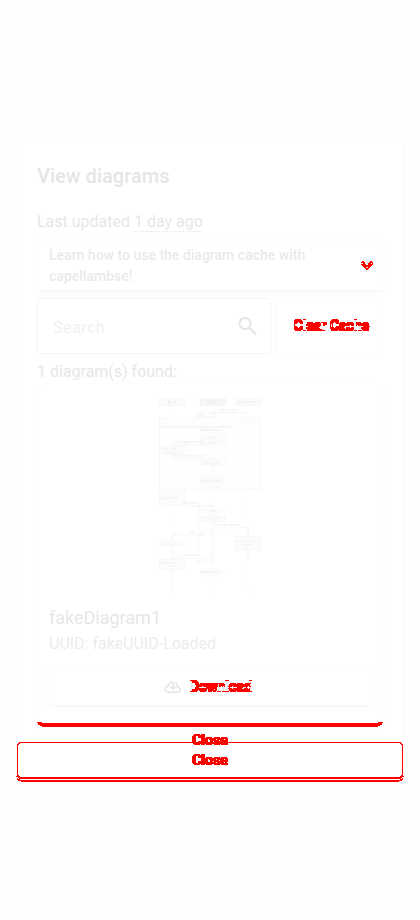 View diagrams
Last updated 1 day ago
Learn how to use the diagram cache with
capellambse!
Search
Clear Cache
1 diagram(s) found:
fakeDiagram1
UUID: fakeUUID-Loaded
Download
Close
Close